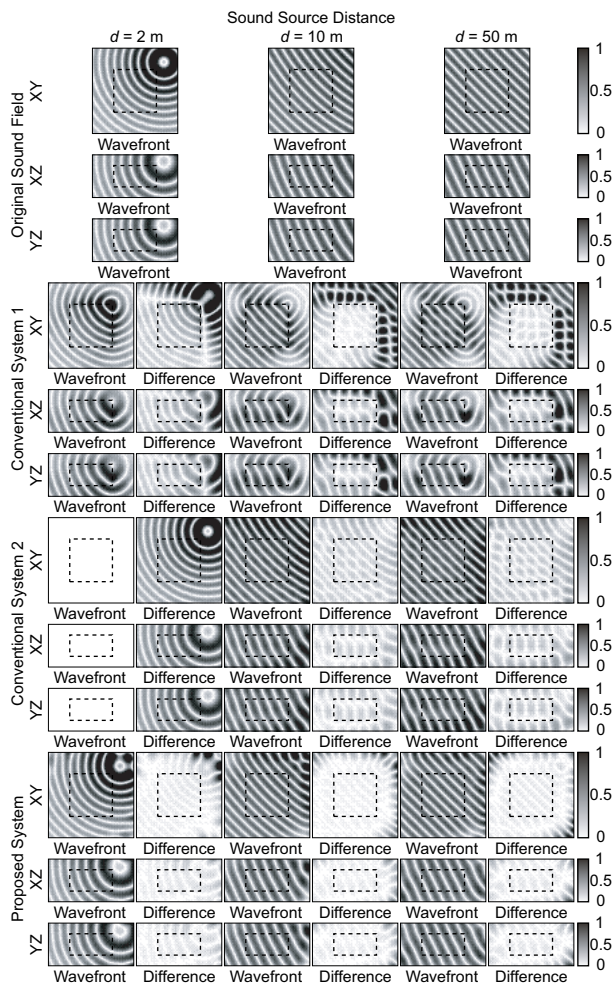 Sound Source Distance
d = 2 m d = 10 m d = 50 m
Original Sound Field
XY
1
0.5
0
Wavefront Wavefront Wavefront
XZ
1
0.5
0
Wavefront Wavefront Wavefront
YZ
1
0.5
0
Wavefront Wavefront Wavefront
Conventional System 1
XY
1
0.5
0
Wavefront Difference Wavefront Difference Wavefront Difference
XZ
1
0.5
0
Wavefront Difference Wavefront Difference Wavefront Difference
YZ
1
0.5
0
Wavefront Difference Wavefront Difference Wavefront Difference
Conventional System 2
XY
1
0.5
0
Wavefront Difference Wavefront Difference Wavefront Difference
XZ
1
0.5
0
Wavefront Difference Wavefront Difference Wavefront Difference
YZ
1
0.5
0
Wavefront Difference Wavefront Difference Wavefront Difference
Proposed System
XY
1
0.5
0
Wavefront Difference Wavefront Difference Wavefront Difference
XZ
1
0.5
0
Wavefront Difference Wavefront Difference Wavefront Difference
YZ
1
0.5
0
Wavefront Difference Wavefront Difference Wavefront Difference